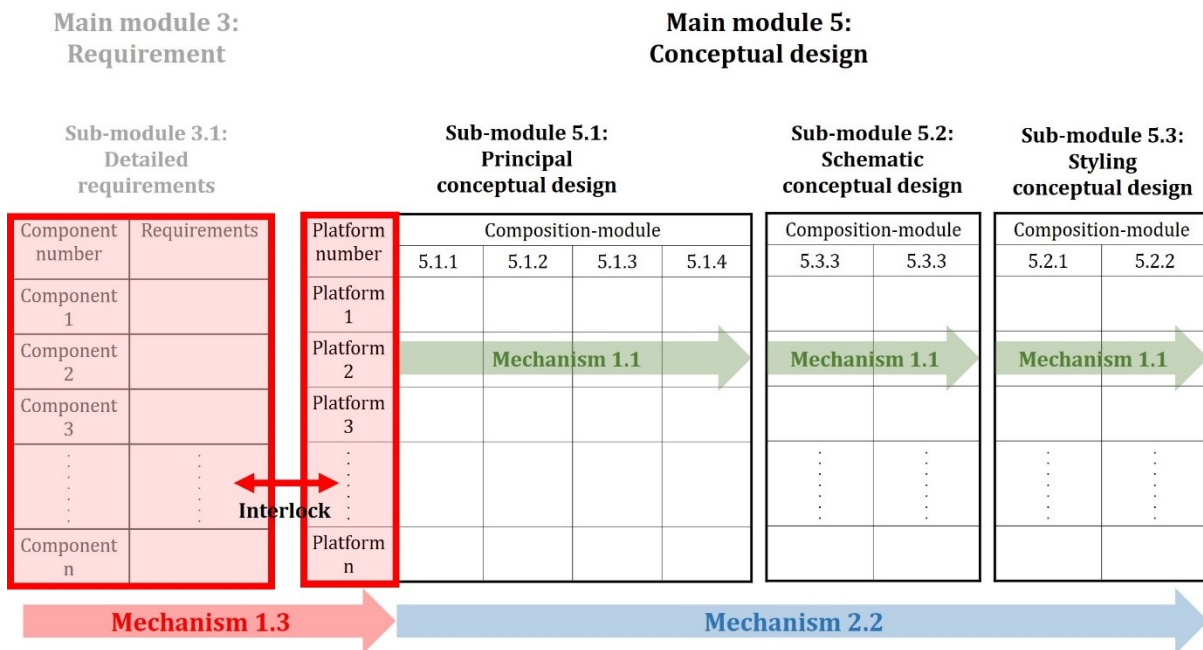 Main module 3:
Requirement
Main module 5:
Conceptual design
Sub-module 3.1:
Detailed
requirements
Sub-module 5.1:
Principal
conceptual design
Sub-module 5.2:
Schematic
conceptual design
Sub-module 5.3:
Styling
conceptual design
Component
number
Requirements
Platform
number
Composition-module
Composition-module
Composition-module
5.1.1
5.1.2
5.1.3
5.1.4
5.3.3
5.3.3
5.2.1
5.2.2
Component
1
Platform
1
Component
2
Platform
2
Mechanism 1.1
Mechanism 1.1
Mechanism 1.1
Component
3
Platform
3
Interlock
Component
n
Platform
n
Mechanism 1.3
Mechanism 2.2